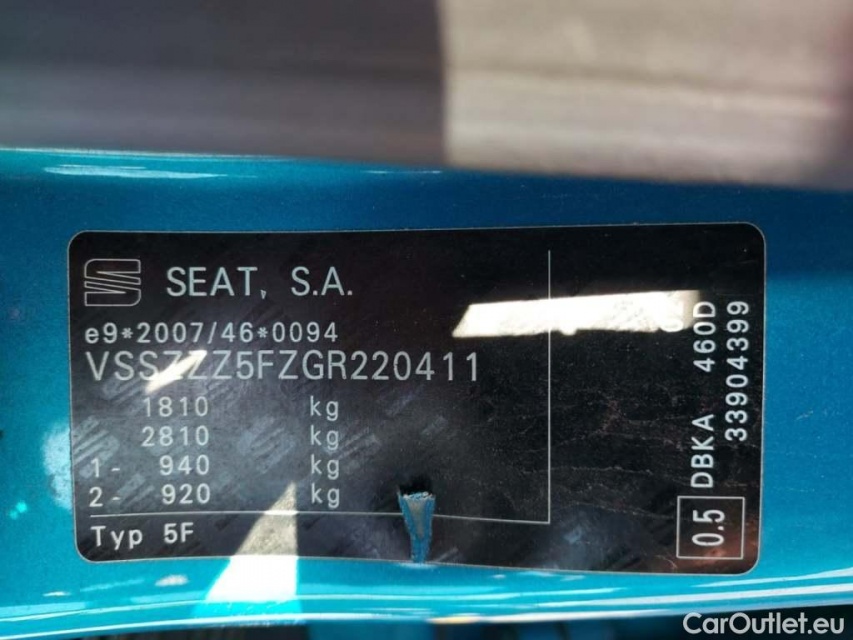 SEAT, S.A.
e9*2007/46*0094
VSSZZZ5FZGR220411
1810 kg
2810 kg
1- 940 kg
2- 920 kg
Typ 5F
0.5 DBKA 460D
33904399
CarOutlet.eu